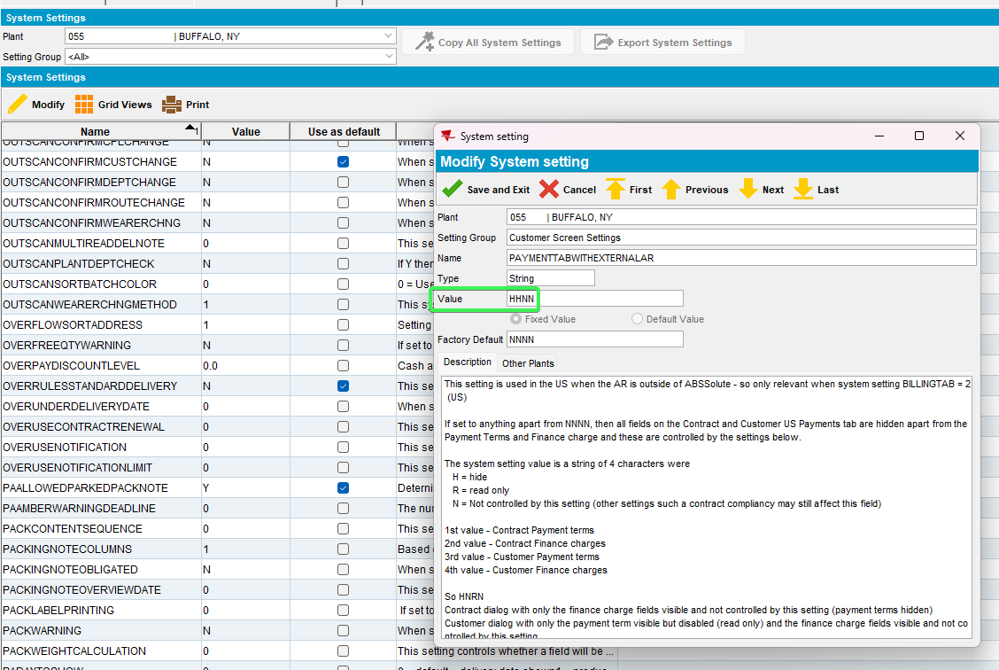 System Settings
Plant 055 | BUFFALO, NY Copy All System Settings Export System Settings
Setting Group <All>
System Settings
Modify Grid Views Print
Name 1 Value Use as default
OUTSCANCONFIRMCPLCHANGE N When s
OUTSCANCONFIRMCUSTCHANGE N When s
OUTSCANCONFIRMDEPTCHANGE N When s
OUTSCANCONFIRMROUTECHANGE N When s
OUTSCANCONFIRMWEARERCHNG N When s
OUTSCANMULTIREADDELNOTE 0 This se
OUTSCANPLANTDEPTCHECK N If Y then
OUTSCANSORTBATCHCOLOR 0 0 = Use
OUTSCANWEARERCHNGMETHOD 1 This s
OVERFLOWSORTADDRESS 1 Setting
OVERFREEQTYWARNING N If set to
OVERPAYDISCOUNTLEVEL 0.0 Cash a
OVERRULESSTANDARDDELIVERY N This se
OVERUNDERDELIVERYDATE 0 When s
OVERUSECONTRACTRENEWAL 0 This se
OVERUSENOTIFICATION 0 This se
OVERUSENOTIFICATIONLIMIT 0 This se
PAALLOWEDPARKEDPACKNOTE Y Determi
PAAMBERWARNINGDEADLINE 0 The nu
PACKCONTENTSEQUENCE 0 This se
PACKINGNOTECOLUMNS 1 Based
PACKINGNOTEOBLIGATED N When s
PACKINGNOTEOVERVIEWDATE 0 This se
PACKLABELPRINTING 0 If set to
PACKWARNING N When s
PACKWEIGHTCALCULATION 0 This setting controls whether a field will be ...
System setting
Modify System setting
Save and Exit Cancel First Previous Next Last
Plant 055 | BUFFALO, NY
Setting Group Customer Screen Settings
Name PAYMENTTABWITHEXTERNALAR
Type String
Value HHNN
Fixed Value Default Value
Factory Default NNNN
Description Other Plants
This setting is used in the US when the AR is outside of ABSSolute - so only relevant when system setting BILLINGTAB = 2
(US)
If set to anything apart from NNNN, then all fields on the Contract and Customer US Payments tab are hidden apart from the
Payment Terms and Finance charge and these are controlled by the settings below.
The system setting value is a string of 4 characters were
H = hide
R = read only
N = Not controlled by this setting (other settings such a contract compliancy may still affect this field)
1st value - Contract Payment terms
2nd value - Contract Finance charges
3rd value - Customer Payment terms
4th value - Customer Finance charges
So HNRN
Contract dialog with only the finance charge fields visible and not controlled by this setting (payment terms hidden)
Customer dialog with only the payment term visible but disabled (read only) and the finance charge fields visible and not co
ntrolled by this setting